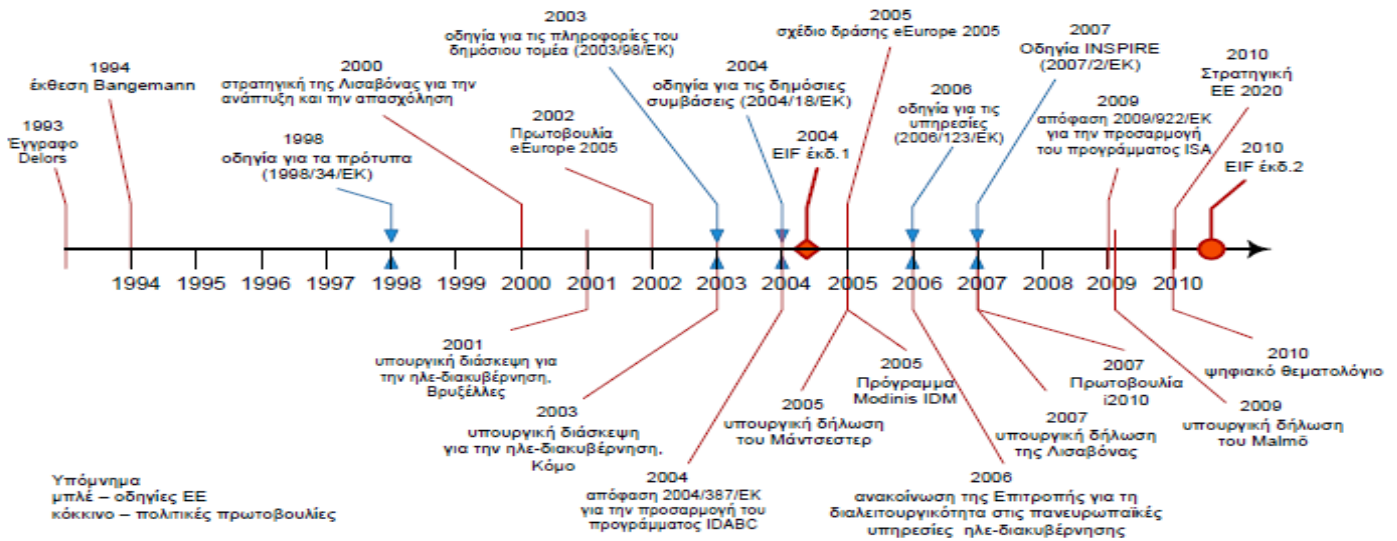 1993
Έγγραφο
Delors
1994
έκθεση Bangemann
1998
οδηγία για τα πρότυπα
(1998/34/ΕΚ)
2000
στρατηγική της Λισαβόνας για την
ανάπτυξη και την απασχόληση
2002
Πρωτοβουλία
eEurope 2005
2003
οδηγία για τις πληροφορίες του
δημόσιου τομέα (2003/98/ΕΚ)
2004
οδηγία για τις δημόσιες
συμβάσεις (2004/18/ΕΚ)
2004
EIF έκδ.1
2005
σχέδιο δράσης eEurope 2005
2006
οδηγία για τις
υπηρεσίες
(2006/123/ΕΚ)
2007
Οδηγία INSPIRE
(2007/2/ΕΚ)
2009
απόφαση 2009/922/ΕΚ
για την προσαρμογή
του προγράμματος ISA
2010
Στρατηγική
ΕΕ 2020
2010
EIF έκδ.2
1994 1995 1996 1997 1998 1999 2000 2001 2002 2003 2004 2005 2006 2007 2008 2009 2010
2001
υπουργική διάσκεψη για
την ηλε-διακυβέρνηση,
Βρυξέλλες
2003
υπουργική διάσκεψη
για την ηλε-διακυβέρνηση,
Κόμο
2004
απόφαση 2004/387/ΕΚ
για την προσαρμογή του
προγράμματος IDABC
2005
υπουργική δήλωση
του Μάντσεστερ
2005
Πρόγραμμα
Modinis IDM
2006
ανακοίνωση της Επιτροπής για τη
διαλειτουργικότητα στις πανευρωπαϊκές
υπηρεσίες ηλε-διακυβέρνησης
2007
υπουργική δήλωση
της Λισαβόνας
2007
Πρωτοβουλία
i2010
2009
υπουργική δήλωση
του Malmö
2010
ψηφιακό θεματολόγιο
Υπόμνημα
μπλέ – οδηγίες ΕΕ
κόκκινο – πολιτικές πρωτοβουλίες